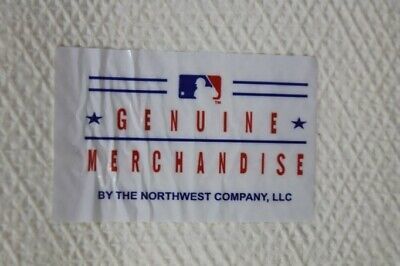 GENUINE
MERCHANDISE
BY THE NORTHWEST COMPANY, LLC